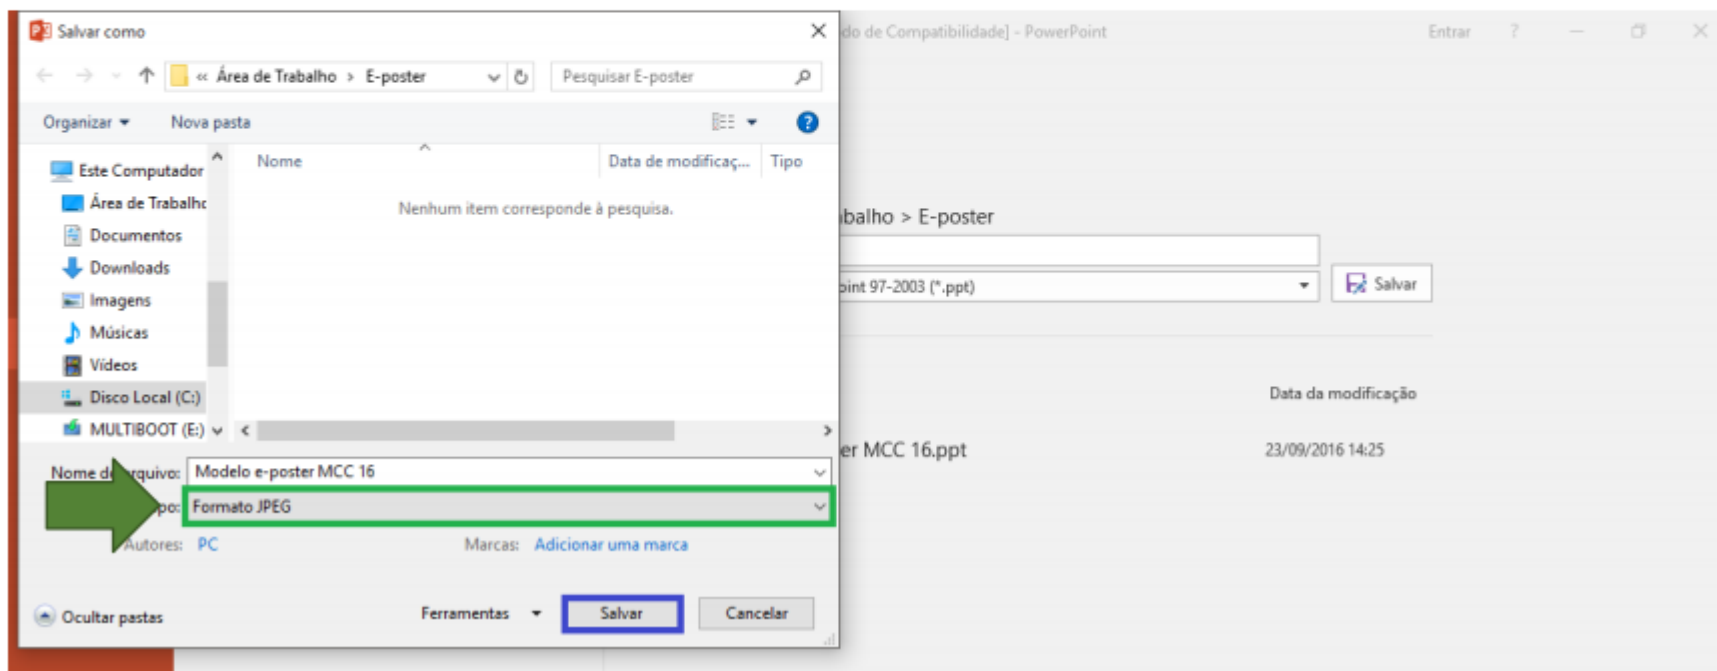 Salvar como
do de Compatibilidade] - PowerPoint
Entrar ?
« Área de Trabalho > E-poster
Pesquisar E-poster
Organizar
Nova pasta
Este Computador
Nome
Data de modificaç...
Tipo
Área de Trabalho
Nenhum item corresponde à pesquisa.
Documentos
Downloads
Imagens
Músicas
Vídeos
Disco Local (C:)
MULTIBOOT (E:)
balho > E-poster
oint 97-2003 (*.ppt)
Salvar
Data da modificação
er MCC 16.ppt
23/09/2016 14:25
Nome de arquivo:
Modelo e-poster MCC 16
po:
Formato JPEG
Autores: PC
Marcas: Adicionar uma marca
Ocultar pastas
Ferramentas
Salvar
Cancelar